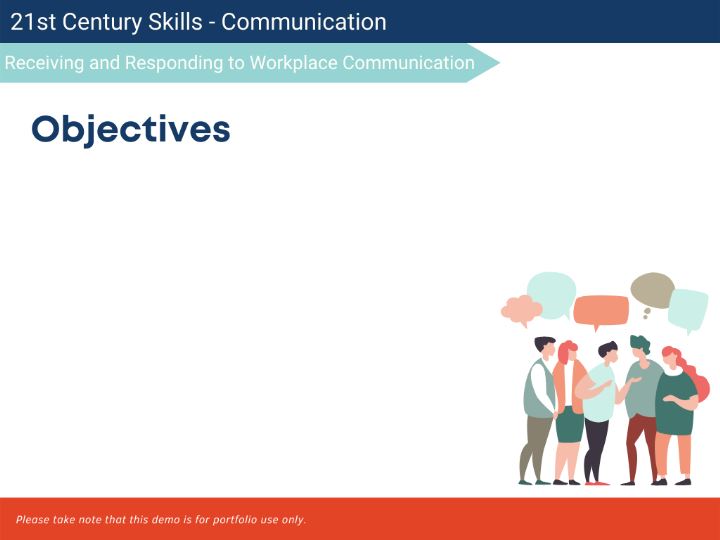 21st Century Skills - Communication
Receiving and Responding to Workplace Communication
Objectives
Please take note that this demo is for portfolio use only.